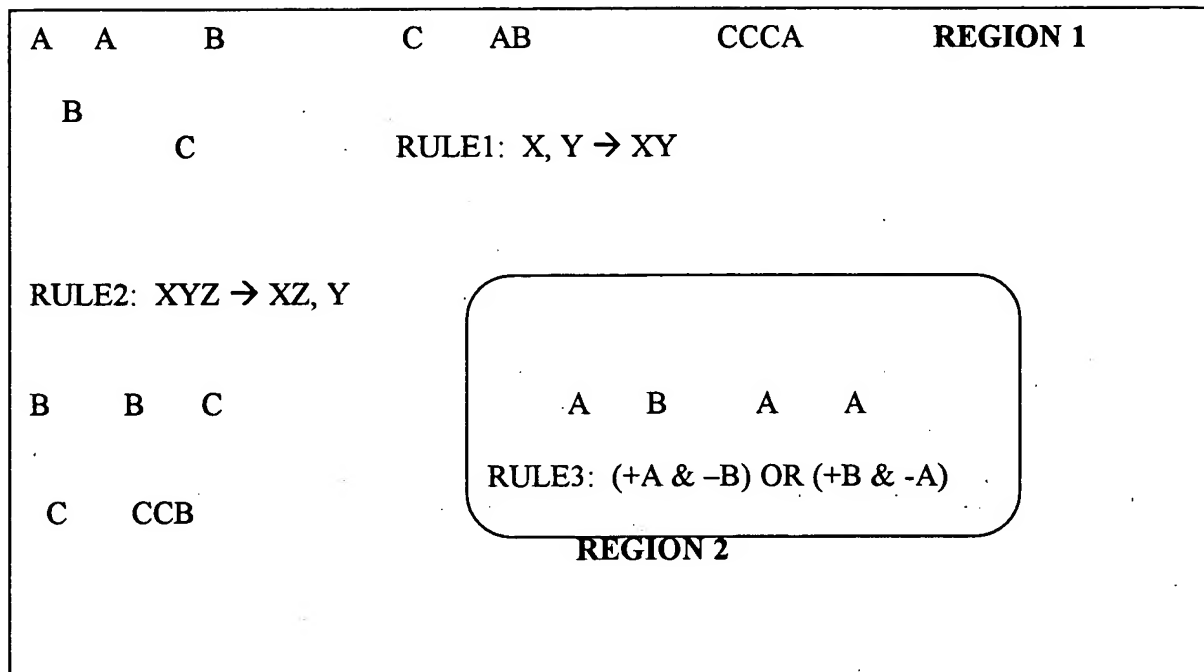 A A B C AB CCCA REGION 1
B
C RULE1: X, Y → XY
RULE2: XYZ → XZ, Y
B B C A B A A
RULE3: (+A & –B) OR (+B & -A)
C CCB
REGION 2